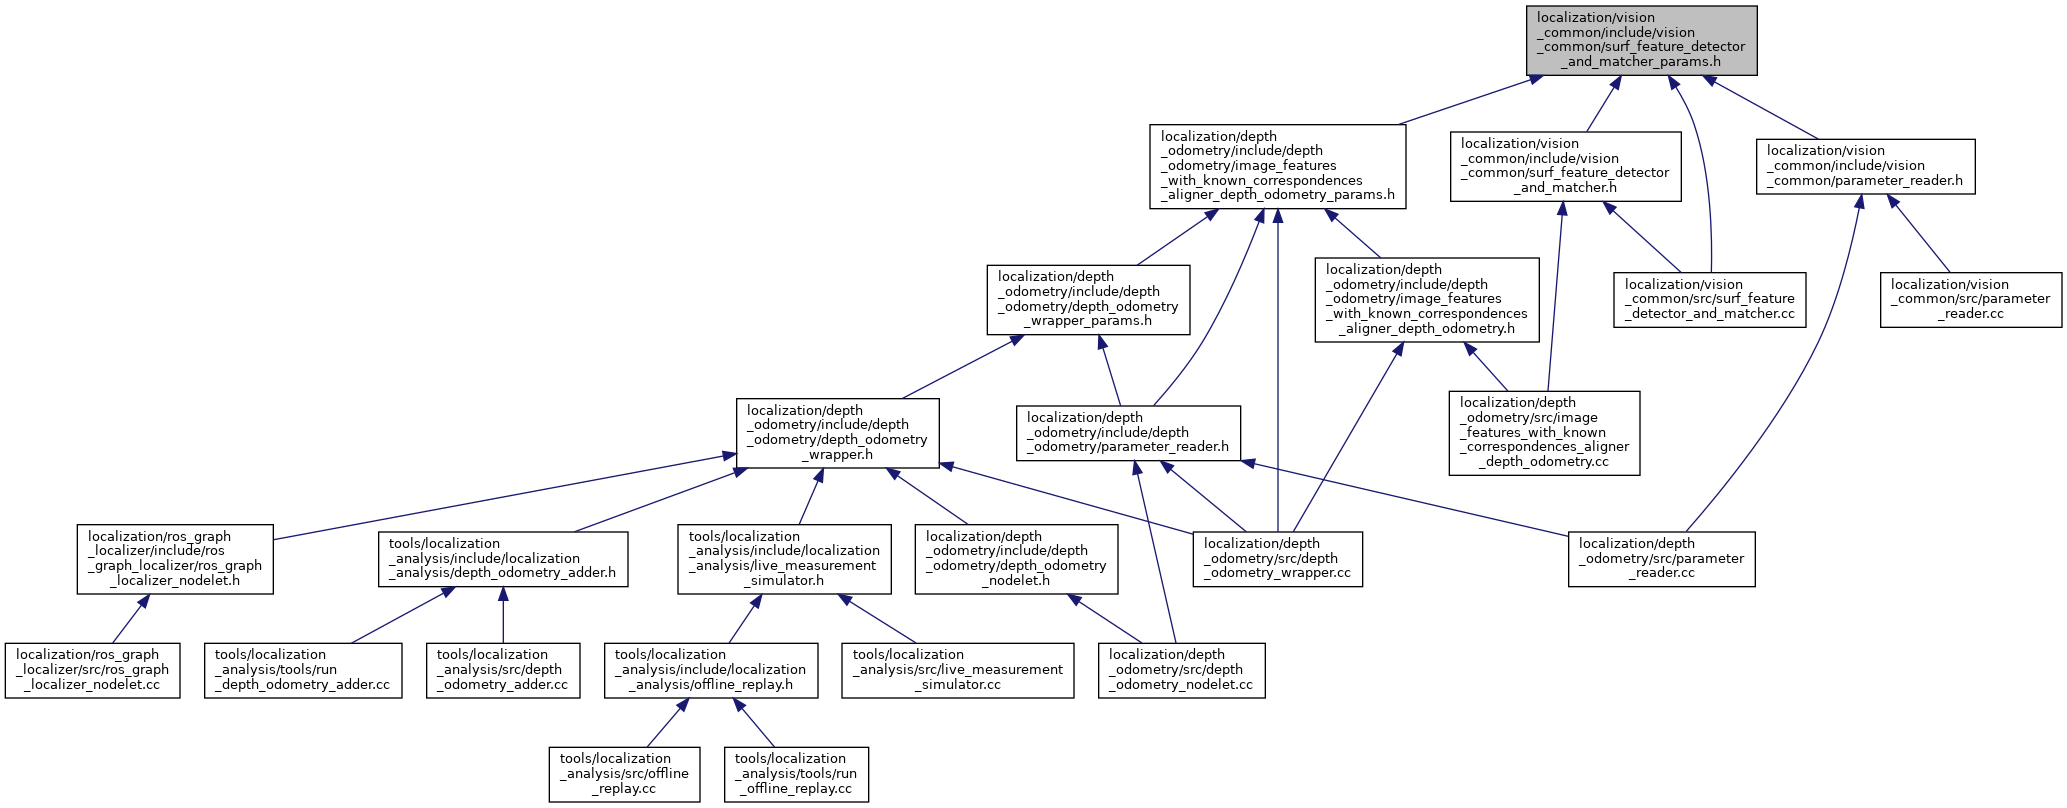 localization/vision
_common/include/vision
_common/surf_feature_detector
_and_matcher_params.h
localization/depth
_odometry/include/depth
_odometry/image_features
_with_known_correspondences
_aligner_depth_odometry_params.h
localization/vision
_common/include/vision
_common/surf_feature_detector
_and_matcher.h
localization/vision
_common/include/vision
_common/parameter_reader.h
localization/depth
_odometry/include/depth
_odometry/depth_odometry
_wrapper_params.h
localization/depth
_odometry/include/depth
_odometry/image_features
_with_known_correspondences
_aligner_depth_odometry.h
localization/vision
_common/src/surf_feature
_detector_and_matcher.cc
localization/vision
_common/src/parameter
_reader.cc
localization/depth
_odometry/include/depth
_odometry/depth_odometry
_wrapper.h
localization/depth
_odometry/include/depth
_odometry/parameter_reader.h
localization/depth
_odometry/src/image
_features_with_known
_correspondences_aligner
_depth_odometry.cc
localization/ros_graph
_localizer/include/ros
_graph_localizer/ros_graph
_localizer_nodelet.h
tools/localization
_analysis/include/localization
_analysis/depth_odometry_adder.h
tools/localization
_analysis/include/localization
_analysis/live_measurement
_simulator.h
localization/depth
_odometry/include/depth
_odometry/depth_odometry
_nodelet.h
localization/depth
_odometry/src/depth
_odometry_wrapper.cc
localization/depth
_odometry/src/parameter
_reader.cc
localization/ros_graph
_localizer/src/ros_graph
_localizer_nodelet.cc
tools/localization
_analysis/tools/run
_depth_odometry_adder.cc
tools/localization
_analysis/src/depth
_odometry_adder.cc
tools/localization
_analysis/include/localization
_analysis/offline_replay.h
tools/localization
_analysis/src/live_measurement
_simulator.cc
localization/depth
_odometry/src/depth
_odometry_nodelet.cc
tools/localization
_analysis/src/offline
_replay.cc
tools/localization
_analysis/tools/run
_offline_replay.cc